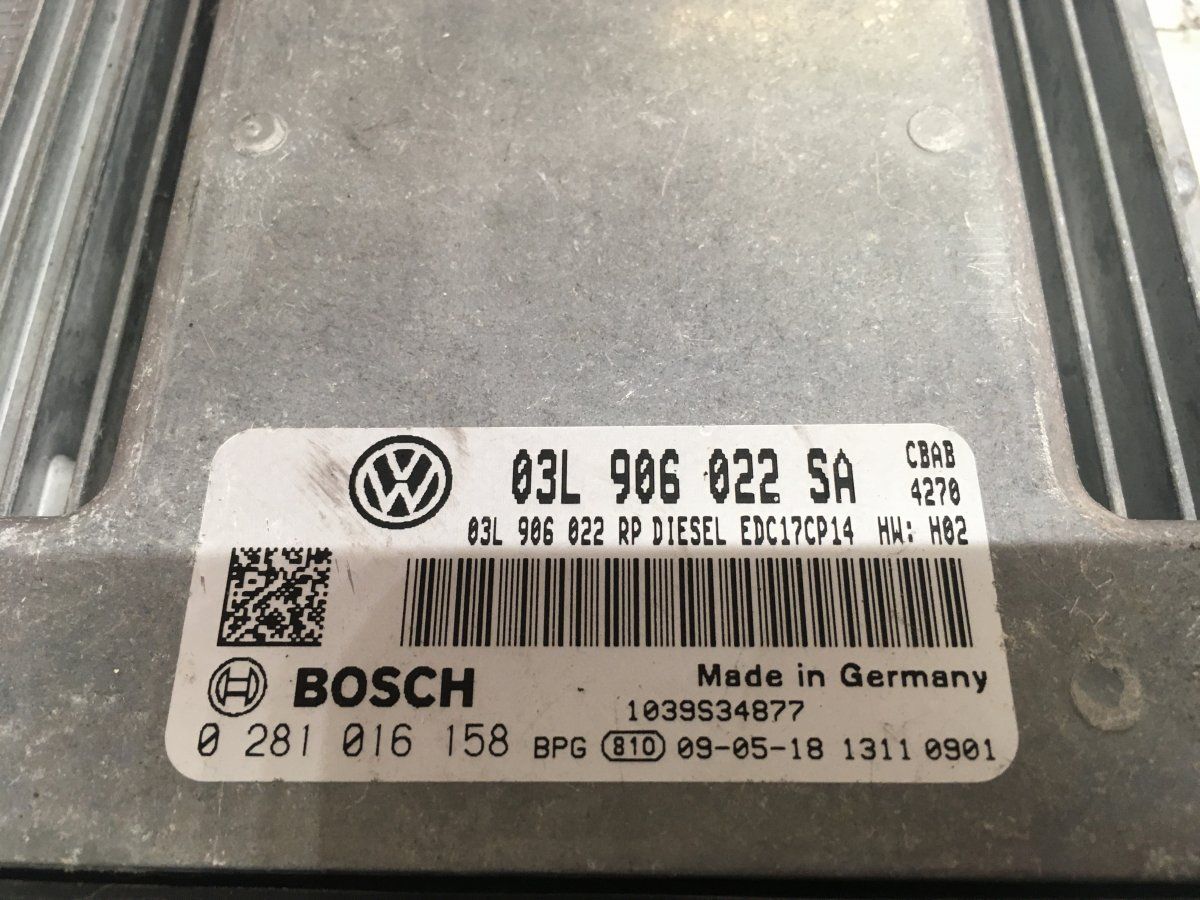 03L 906 022 SA CBAB
4270
03L 906 022 RP DIESEL EDC17CP14 HW: H02
BOSCH Made in Germany
1039S34877
0 281 016 158 BPG 810 09-05-18 1311 0901